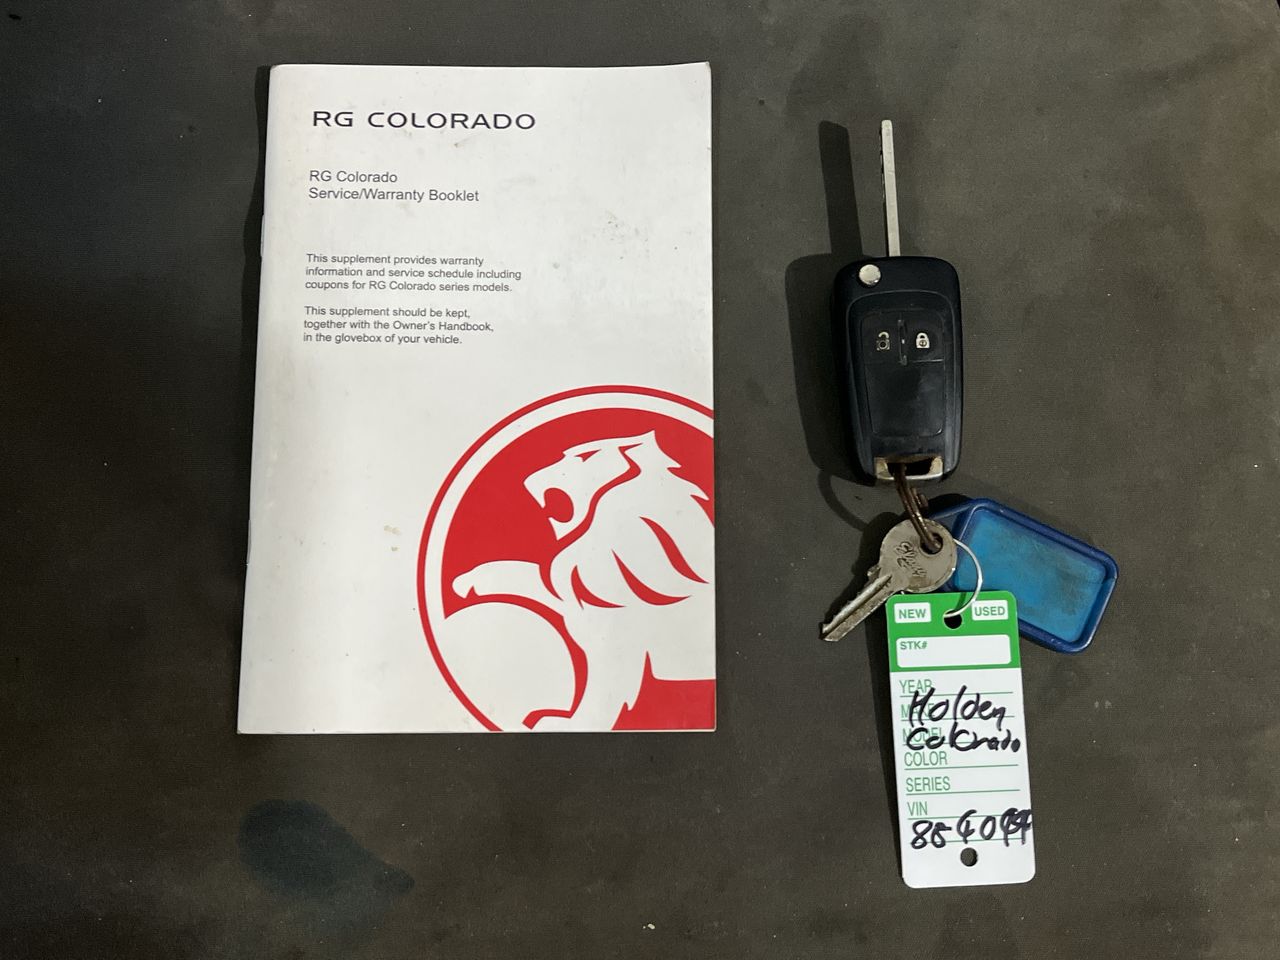 RG COLORADO
RG Colorado
Service/Warranty Booklet
This supplement provides warranty
information and service schedule including
coupons for RG Colorado series models.
This supplement should be kept,
together with the Owner's Handbook,
in the glovebox of your vehicle.
NEW USED
STK#
YEAR
MAKE
Holden
MODEL
Colorado
COLOR
SERIES
VIN